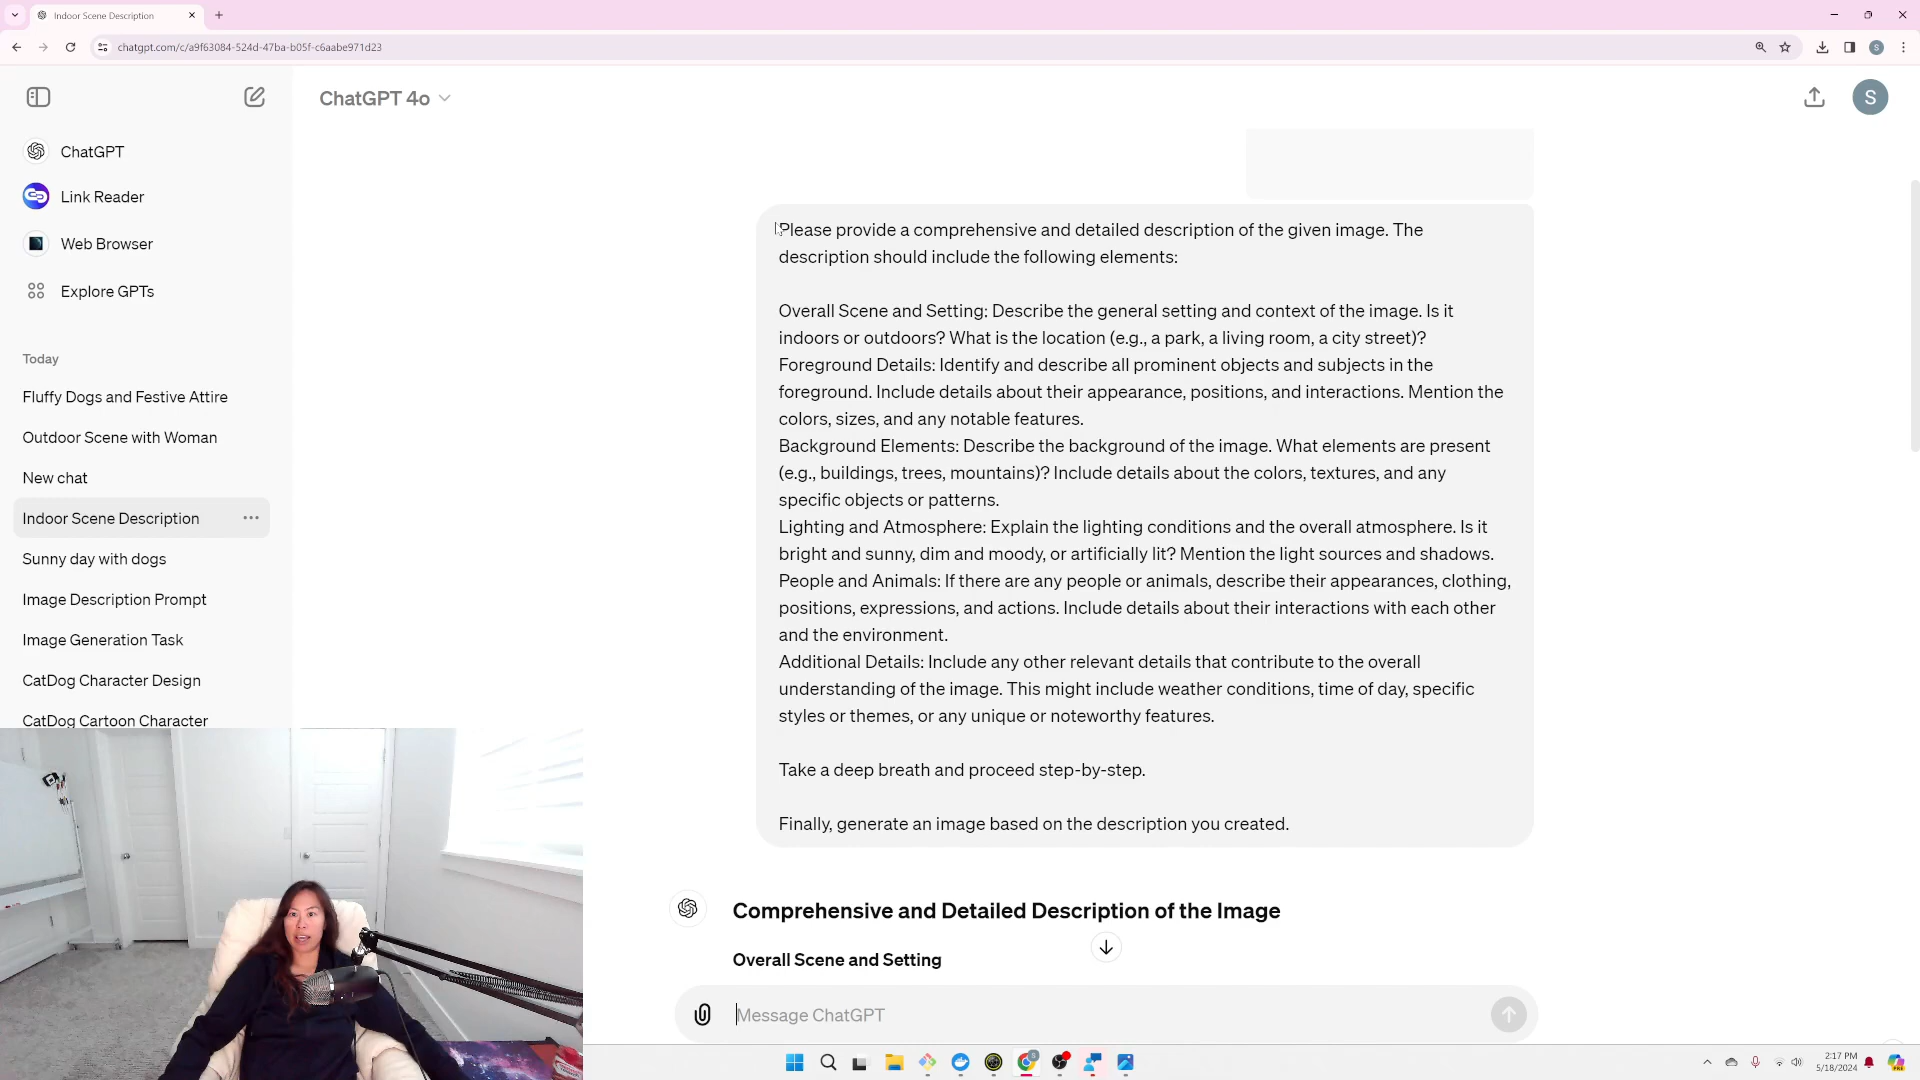 Indoor Scene Description
chatgpt.com/c/a9f63084-524d-47ba-b05f-c6aabe971d23
S
ChatGPT 4o
S
ChatGPT
Link Reader
Web Browser
Explore GPTs
Today
Fluffy Dogs and Festive Attire
Outdoor Scene with Woman
New chat
Indoor Scene Description
Sunny day with dogs
Image Description Prompt
Image Generation Task
CatDog Character Design
CatDog Cartoon Character
Please provide a comprehensive and detailed description of the given image. The
description should include the following elements:
Overall Scene and Setting: Describe the general setting and context of the image. Is it
indoors or outdoors? What is the location (e.g., a park, a living room, a city street)?
Foreground Details: Identify and describe all prominent objects and subjects in the
foreground. Include details about their appearance, positions, and interactions. Mention the
colors, sizes, and any notable features.
Background Elements: Describe the background of the image. What elements are present
(e.g., buildings, trees, mountains)? Include details about the colors, textures, and any
specific objects or patterns.
Lighting and Atmosphere: Explain the lighting conditions and the overall atmosphere. Is it
bright and sunny, dim and moody, or artificially lit? Mention the light sources and shadows.
People and Animals: If there are any people or animals, describe their appearances, clothing,
positions, expressions, and actions. Include details about their interactions with each other
and the environment.
Additional Details: Include any other relevant details that contribute to the overall
understanding of the image. This might include weather conditions, time of day, specific
styles or themes, or any unique or noteworthy features.
Take a deep breath and proceed step-by-step.
Finally, generate an image based on the description you created.
Comprehensive and Detailed Description of the Image
Overall Scene and Setting
Message ChatGPT
2:17 PM
5/18/2024